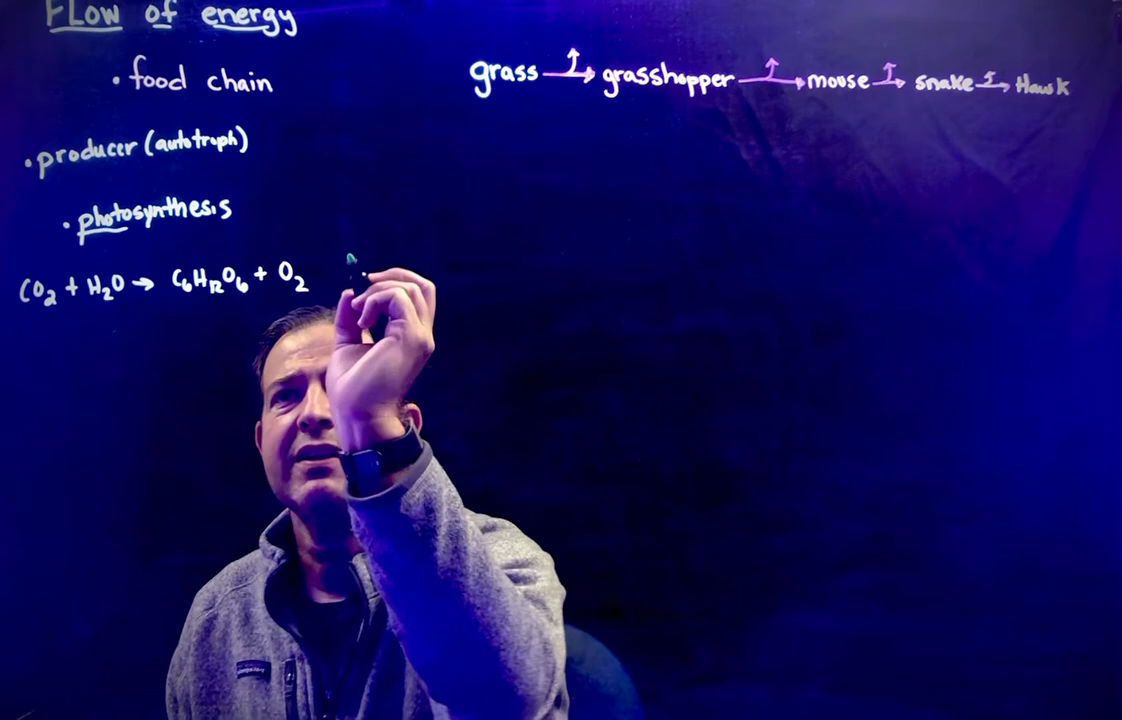 FLow of energy
• food chain
grass → grasshopper → mouse → snake → Hawk
• producer (autotroph)
• photosynthesis
CO₂ + H₂O → C₆H₁₂O₆ + O₂